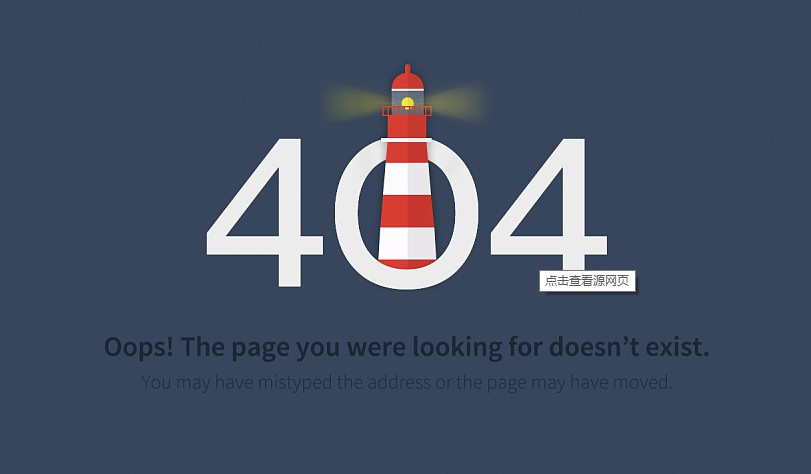 404
点击查看源网页
Oops! The page you were looking for doesn’t exist.
You may have mistyped the address or the page may have moved.